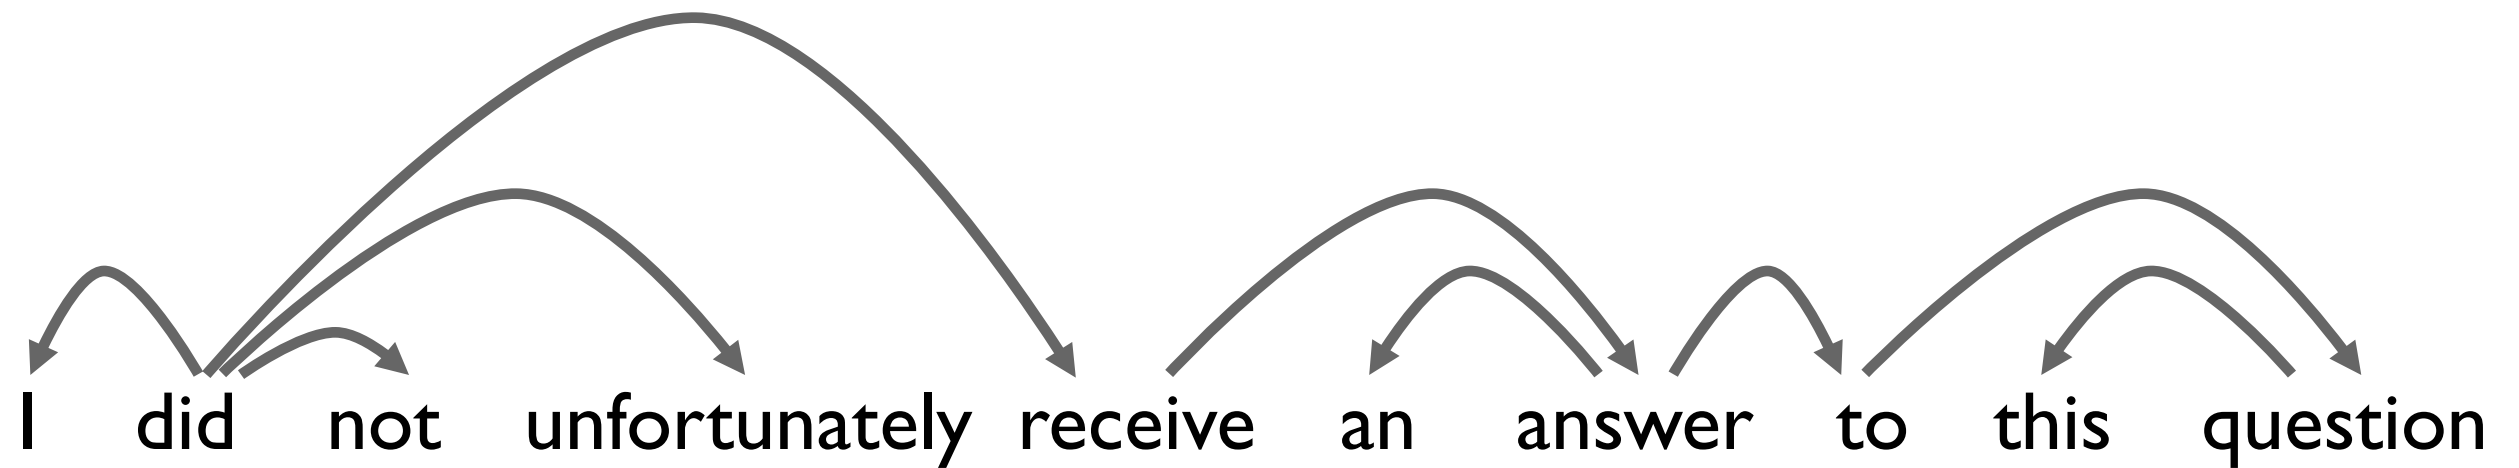 I did not unfortunately receive an answer to this question